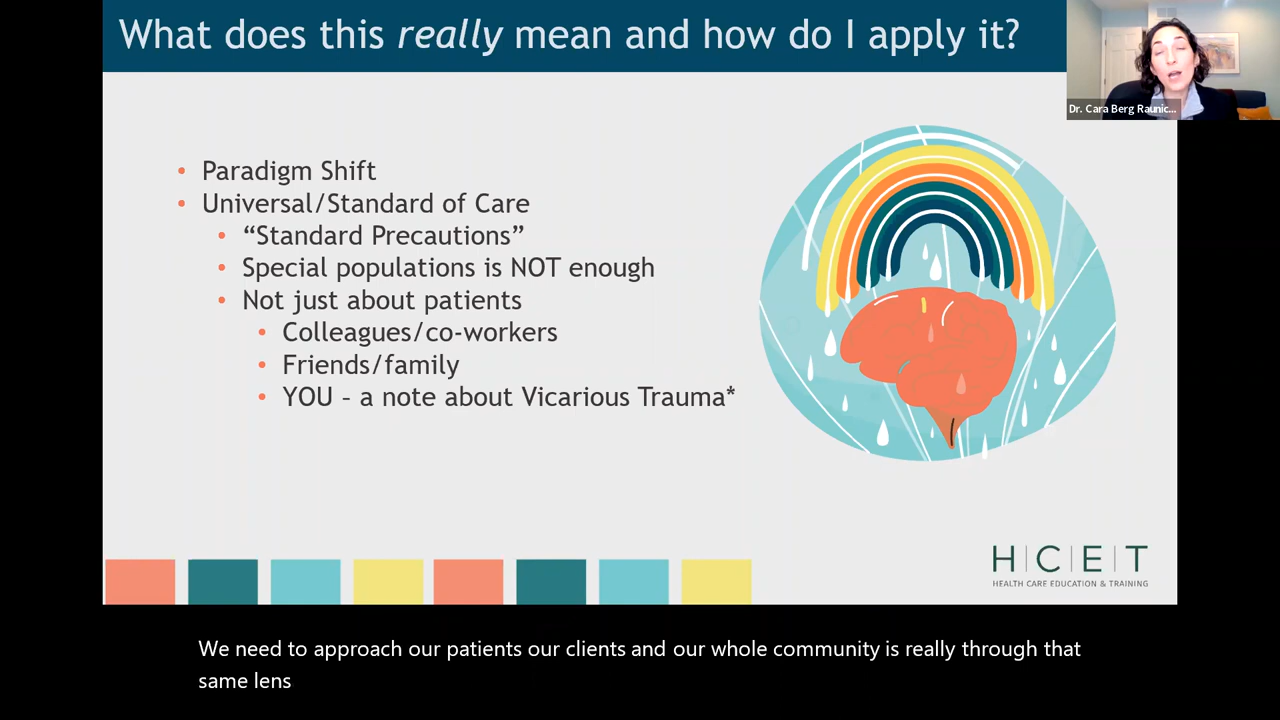 What does this really mean and how do I apply it?
Dr. Cara Berg Raunic...
• Paradigm Shift
• Universal/Standard of Care
• “Standard Precautions”
• Special populations is NOT enough
• Not just about patients
• Colleagues/co-workers
• Friends/family
• YOU – a note about Vicarious Trauma*
H|C|E|T
HEALTH CARE EDUCATION & TRAINING
We need to approach our patients our clients and our whole community is really through that
same lens